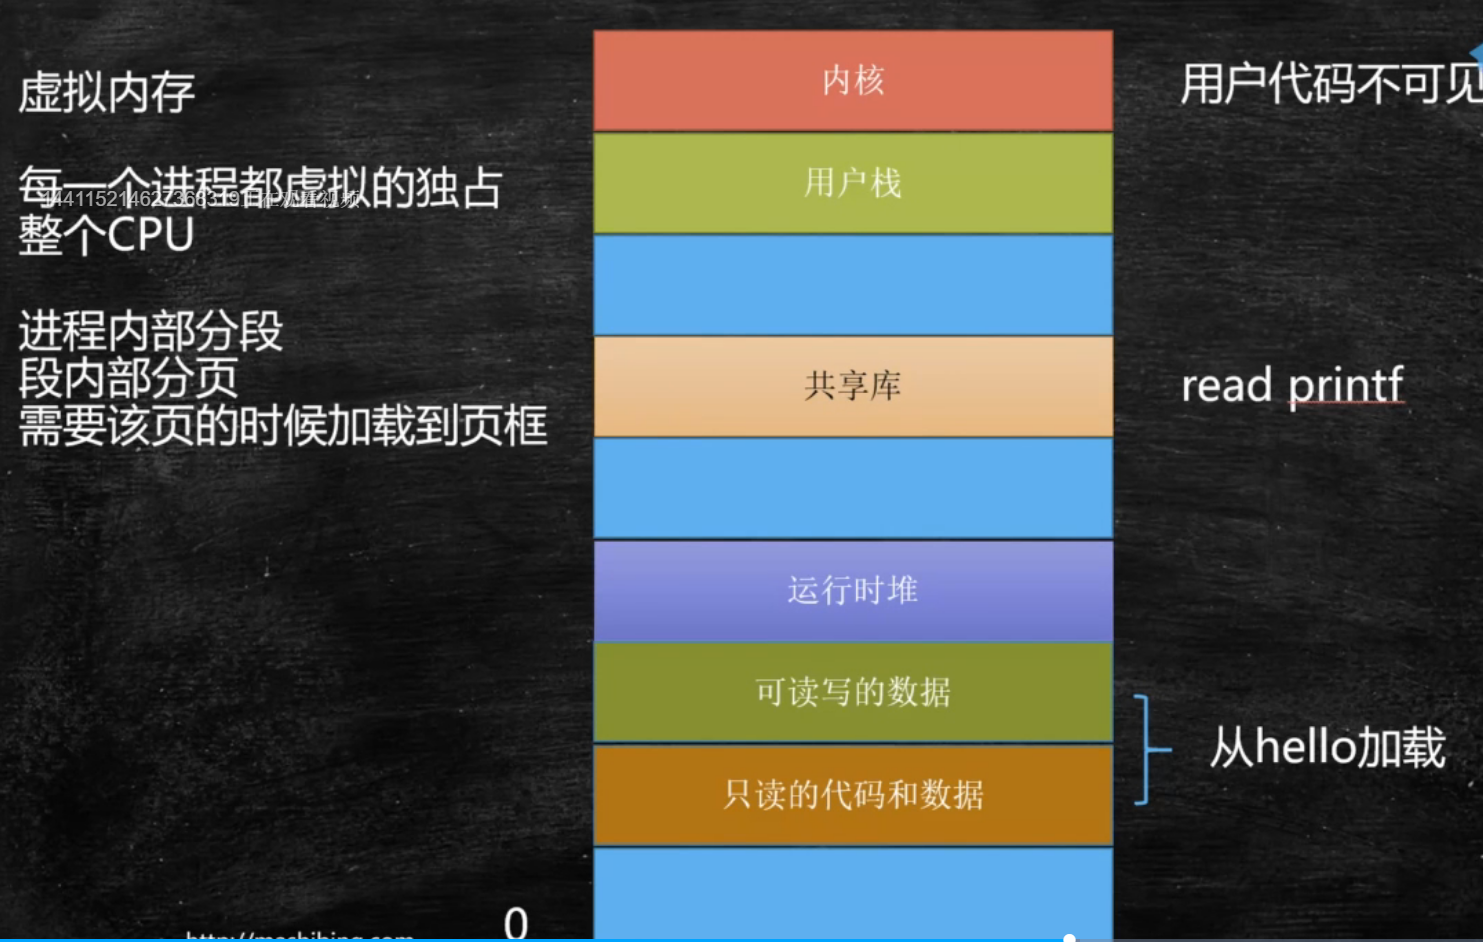 虚拟内存
每一个进程都虚拟的独占
整个CPU
进程内部分段
段内部分页
需要该页的时候加载到页框
内核
用户栈
共享库
运行时堆
可读写的数据
只读的代码和数据
用户代码不可见
read printf
从hello加载
0